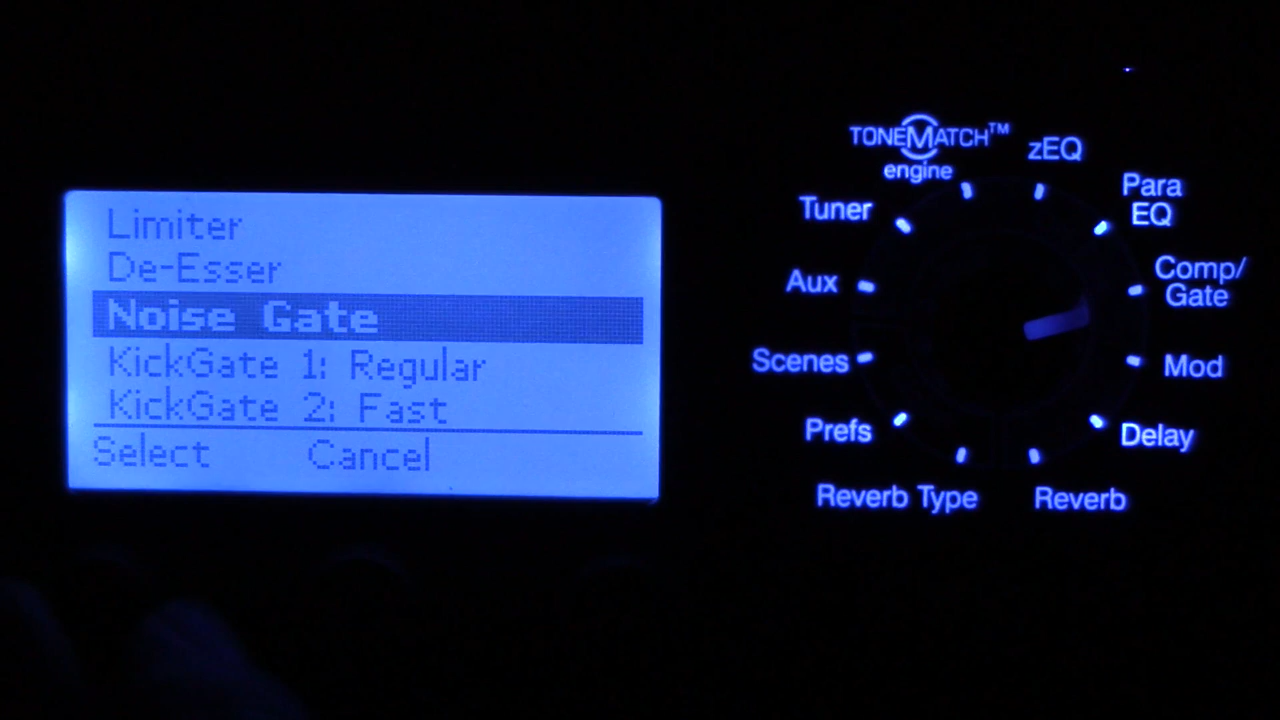 Limiter
De-Esser
Noise Gate
KickGate 1: Regular
KickGate 2: Fast
Select Cancel
TONEMATCH™
engine
zEQ
Para
EQ
Comp/
Gate
Mod
Delay
Reverb
Reverb Type
Prefs
Scenes
Aux
Tuner